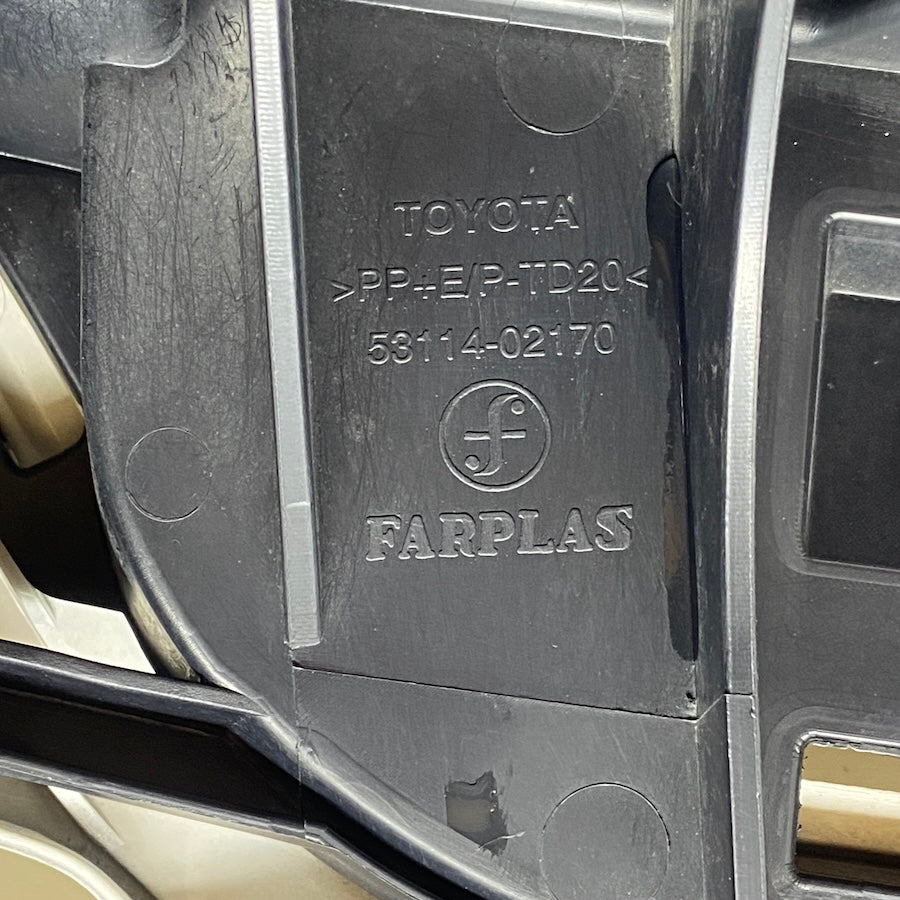 TOYOTA
>PP+E/P-TD20<
53114-02170
f
FARPLAS